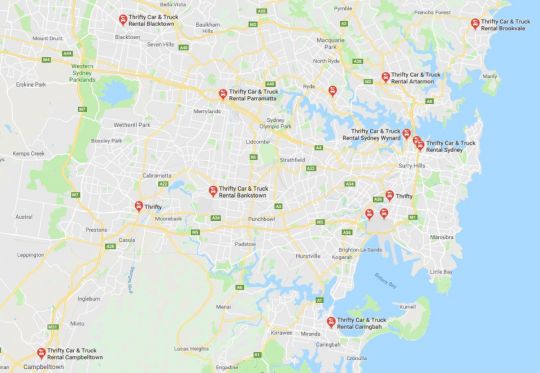 Bella Vista
Pymble
Frenchs Forest
Thrifty Car & Truck
Rental Blacktown
Baulkham
Hills
Thrifty Car & Truck
Rental Brookvale
Mount Druitt
Blacktown
Seven Hills
Macquarie
Park
North Ryde
Western
Sydney
Parklands
Manly
Erskine Park
Thrifty Car & Truck
Rental Parramatta
Ryde
Thrifty Car & Truck
Rental Artarmon
Merrylands
Sydney
Olympic Park
Wetherill Park
Thrifty Car & Truck
Rental Sydney Wynyard
Thrifty Car & Truck
Rental Sydney
Bossley Park
Lidcombe
Kemps Creek
Strathfield
Surry Hills
Cabramatta
Thrifty Car & Truck
Rental Bankstown
Thrifty
Austral
Thrifty
Moorebank
Punchbowl
Prestons
Casula
Maroubra
Padstow
Brighton-Le-Sands
Leppington
Hurstville
Kogarah
Little Bay
Botany Bay
Ingleburn
Kurnell
Menai
Thrifty Car & Truck
Rental Caringbah
Kirrawee
Miranda
Caringbah
Thrifty Car & Truck
Rental Campbelltown
Lucas Heights
Cronulla
Campbelltown
Engadine